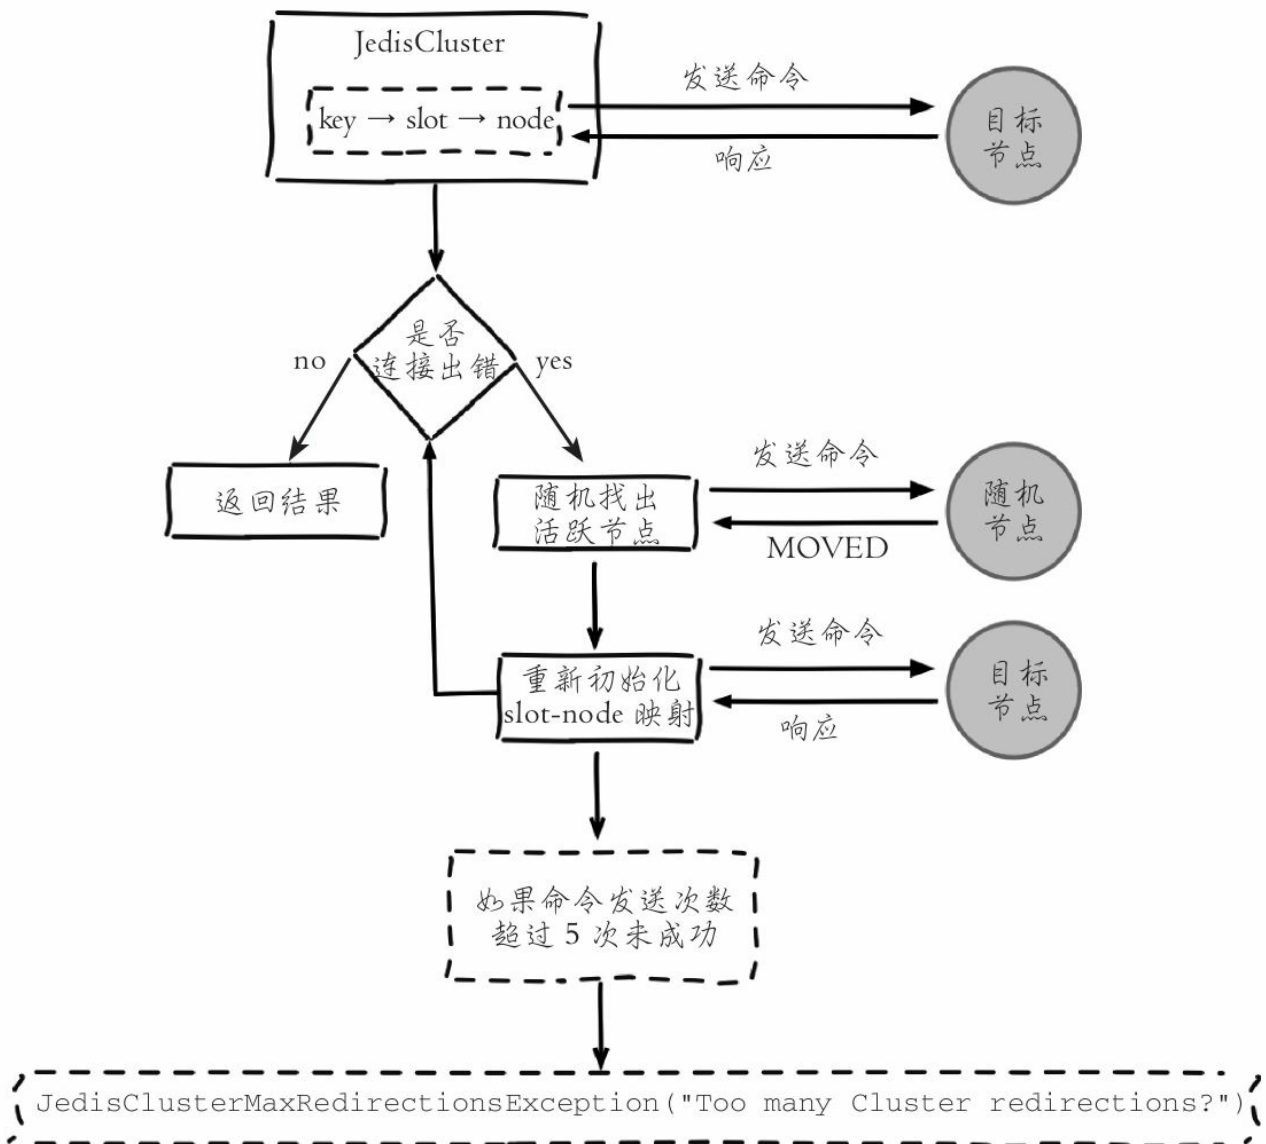 JedisCluster
key → slot → node
发送命令
响应
目标
节点
是否
连接出错
no
yes
返回结果
随机找出
活跃节点
发送命令
MOVED
随机
节点
重新初始化
slot-node 映射
发送命令
响应
目标
节点
如果命令发送次数
超过 5 次未成功
JedisClusterMaxRedirectionsException("Too many Cluster redirections?")